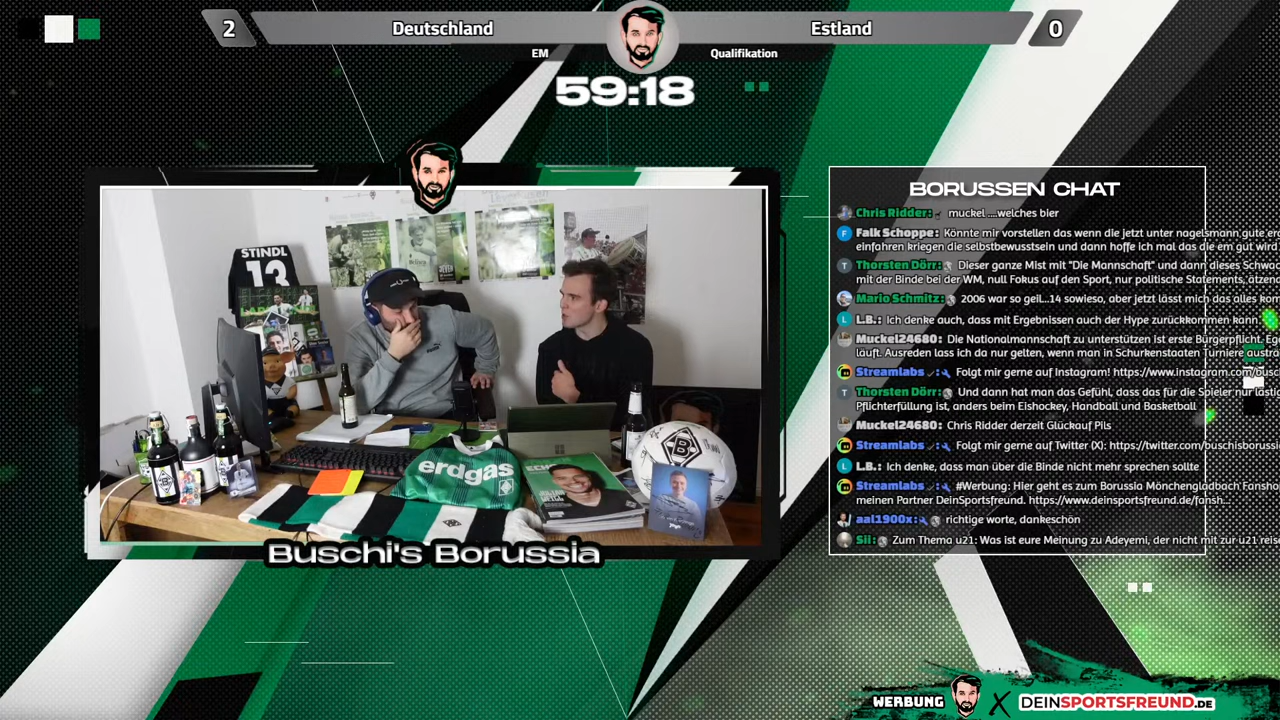 2
Deutschland
Estland
0
EM
Qualifikation
59:18
BORUSSEN CHAT
Chris Ridder: muckel ....welches bier
Falk Schoppe: Könnte mir vorstellen das wenn die jetzt unter nagelsmann gute
einfahren kriegen die selbstbewusstsein und dann hoffe ich mal das die em gut wird
Thorsten Dörr: Dieser ganze Mist mit "Die Mannschaft" und dann dieses
mit der Binde bei der WM, null Fokus auf den Sport, nur politische Statements,
Mario Schmitz: 2006 war so geil...14 sowieso, aber jetzt lässt mich das alles
L.B.: Ich denke auch, dass mit Ergebnissen auch der Hype zurückkommen kann
Muckel24680: Die Nationalmannschaft zu unterstützen ist erste Bürgerpflicht.
läuft. Ausreden lass ich da nur gelten, wenn man in Schurkenstaaten Turniere
Streamlabs: Folgt mir gerne auf Instagram! https://www.instagram.com/
Thorsten Dörr: Und dann hat man das Gefühl, dass das für die Spieler nur
Pflichterfüllung ist, anders beim Eishockey, Handball und Basketball
Muckel24680: Chris Ridder derzeit Glückauf Pils
Streamlabs: Folgt mir gerne auf Twitter (X): https://twitter.com/
L.B.: Ich denke, dass man über die Binde nicht mehr sprechen sollte
Streamlabs: #Werbung: Hier geht es zum Borussia Mönchengladbach
meinen Partner DeinSportsfreund. https://www.deinsportsfreund.de/fansh...
aai1900x: richtige worte, dankeschön
Sii: Zum Thema u21: Was ist eure Meinung zu Adeyemi, der nicht mit zur u21
STINDL
13
erdgas
Buschi's Borussia
WERBUNG
X
DEINSPORTSFREUND.DE